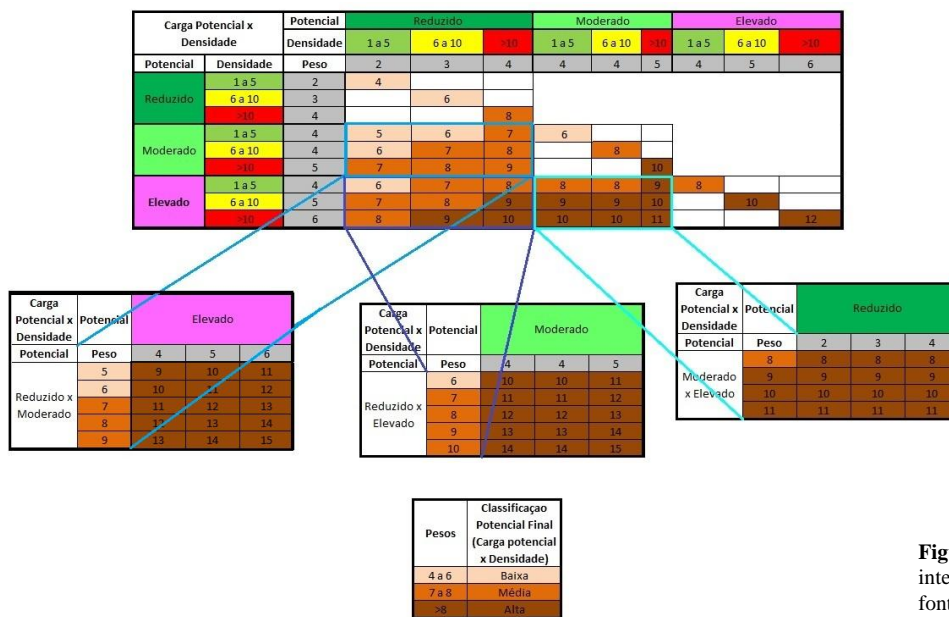 Carga Potencial x Potencial Reduzido Moderado Elevado
Densidade Densidade 1 a 5 6 a 10 >10 1 a 5 6 a 10 >10 1 a 5 6 a 10 >10
Potencial Densidade Peso 2 3 4 4 4 5 4 5 6
1 a 5 2 4
Reduzido 6 a 10 3 6
>10 4 8
1 a 5 4 5 6 7 6
Moderado 6 a 10 4 6 7 8 8
>10 5 7 8 9 10
1 a 5 4 6 7 8 8 8 9 8
Elevado 6 a 10 5 7 8 9 9 9 10 10
>10 6 8 9 10 10 10 11 12
Carga
Potencial x Potencial Elevado
Densidade
Potencial Peso 4 5 6
5 9 10 11
6 10 11 12
Reduzido x 7 11 12 13
Moderado 8 12 13 14
9 13 14 15
Carga
Potencial x Potencial Moderado
Densidade
Potencial Peso 4 4 5
6 10 10 11
7 11 11 12
Reduzido x 8 12 12 13
Elevado 9 13 13 14
10 14 14 15
Carga
Potencial x Potencial Reduzido
Densidade
Potencial Peso 2 3 4
8 8 8 8
Moderado 9 9 9 9
x Elevado 10 10 10 10
11 11 11 11
Pesos Classificaçao
Potencial Final
(Carga potencial
x Densidade)
4 a 6 Baixa
7 a 8 Média
>8 Alta
Fig
inte
font